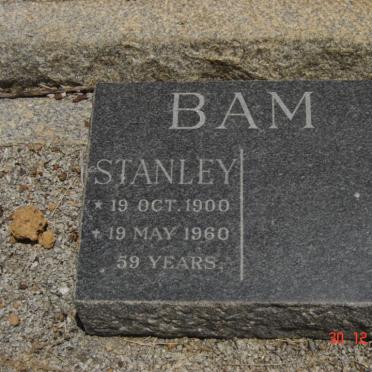 BAM
STANLEY
* 19 OCT. 1900
+ 19 MAY 1960
59 YEARS.
30 12